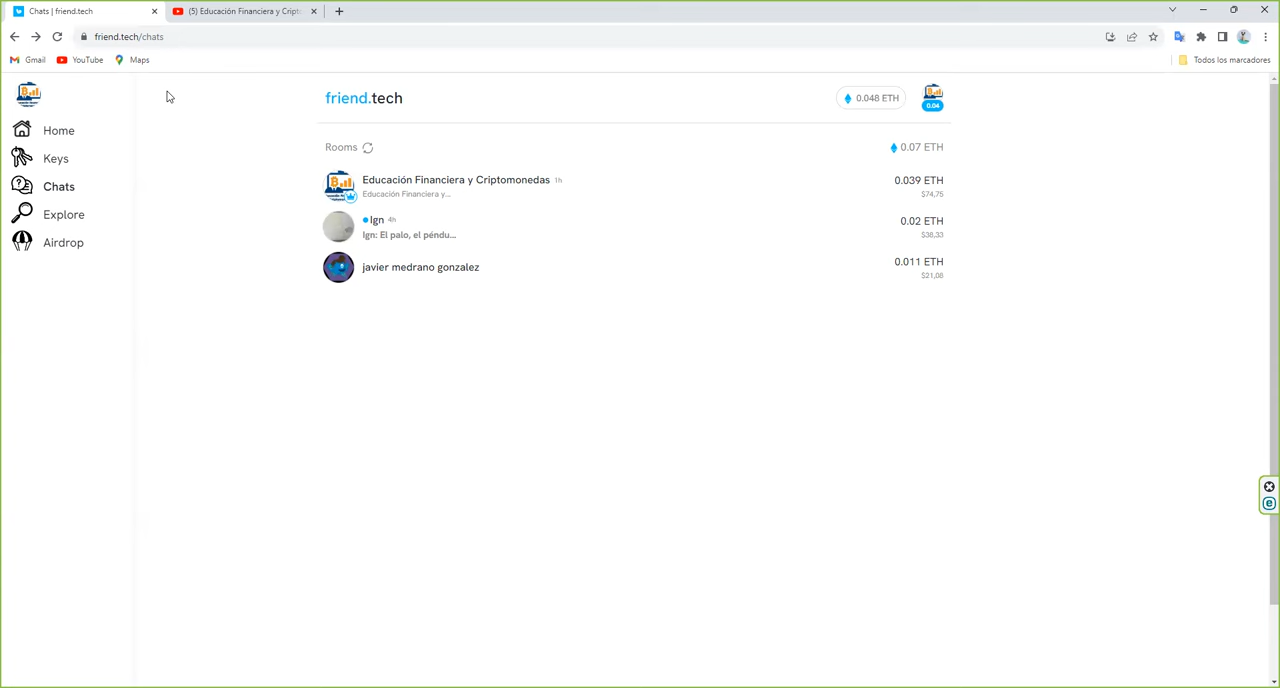 Chats | friend.tech
(5) Educación Financiera y Cripto
friend.tech/chats
Gmail
YouTube
Maps
Todos los marcadores
Home
Keys
Chats
Explore
Airdrop
friend.tech
0.048 ETH
0.04
Rooms
0.07 ETH
Educación Financiera y Criptomonedas 1h
Educación Financiera y...
0.039 ETH
$74,75
Ign 4h
Ign: El palo, el péndu...
0.02 ETH
$38,33
javier medrano gonzalez
0.011 ETH
$21,08